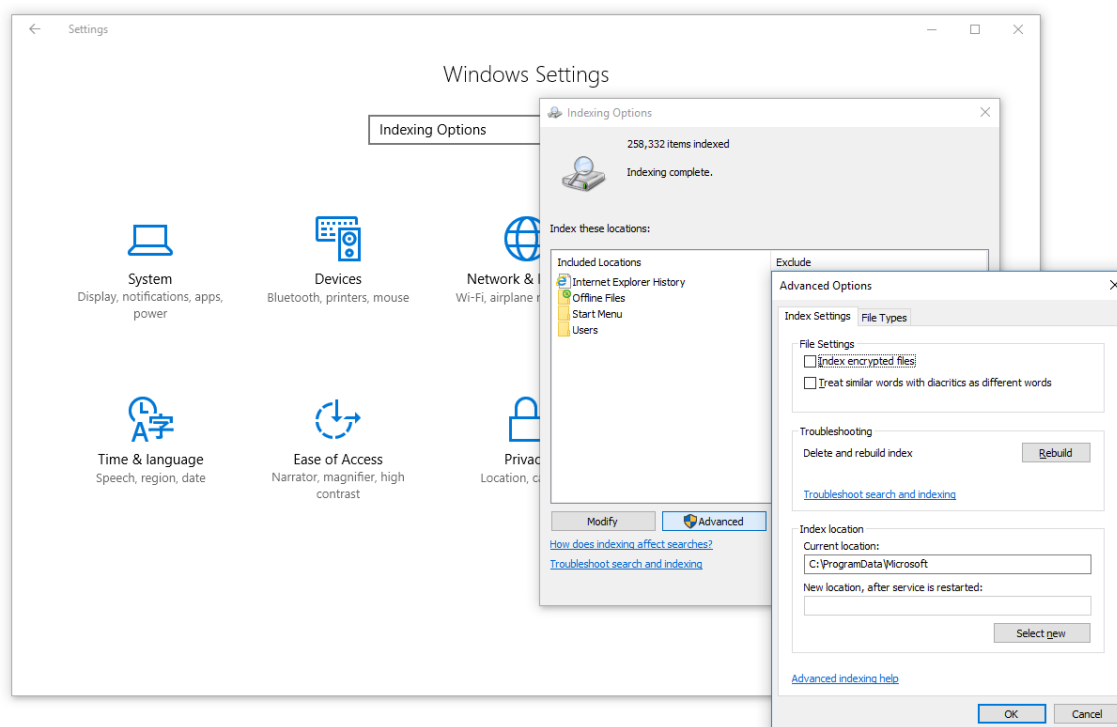 Settings
Windows Settings
Indexing Options
System
Display, notifications, apps,
power
Devices
Bluetooth, printers, mouse
Network &
Wi-Fi, airplane
Time & language
Speech, region, date
Ease of Access
Narrator, magnifier, high
contrast
Location,
Indexing Options
258,332 items indexed
Indexing complete.
Index these locations:
Included Locations
Exclude
Internet Explorer History
Offline Files
Start Menu
Users
Modify
Advanced
How does indexing affect searches?
Troubleshoot search and indexing
Advanced Options
Index Settings
File Types
File Settings
Index encrypted files
Treat similar words with diacritics as different words
Troubleshooting
Delete and rebuild index
Rebuild
Troubleshoot search and indexing
Index location
Current location:
C:\ProgramData\Microsoft
New location, after service is restarted:
Select new
Advanced indexing help
OK
Cancel